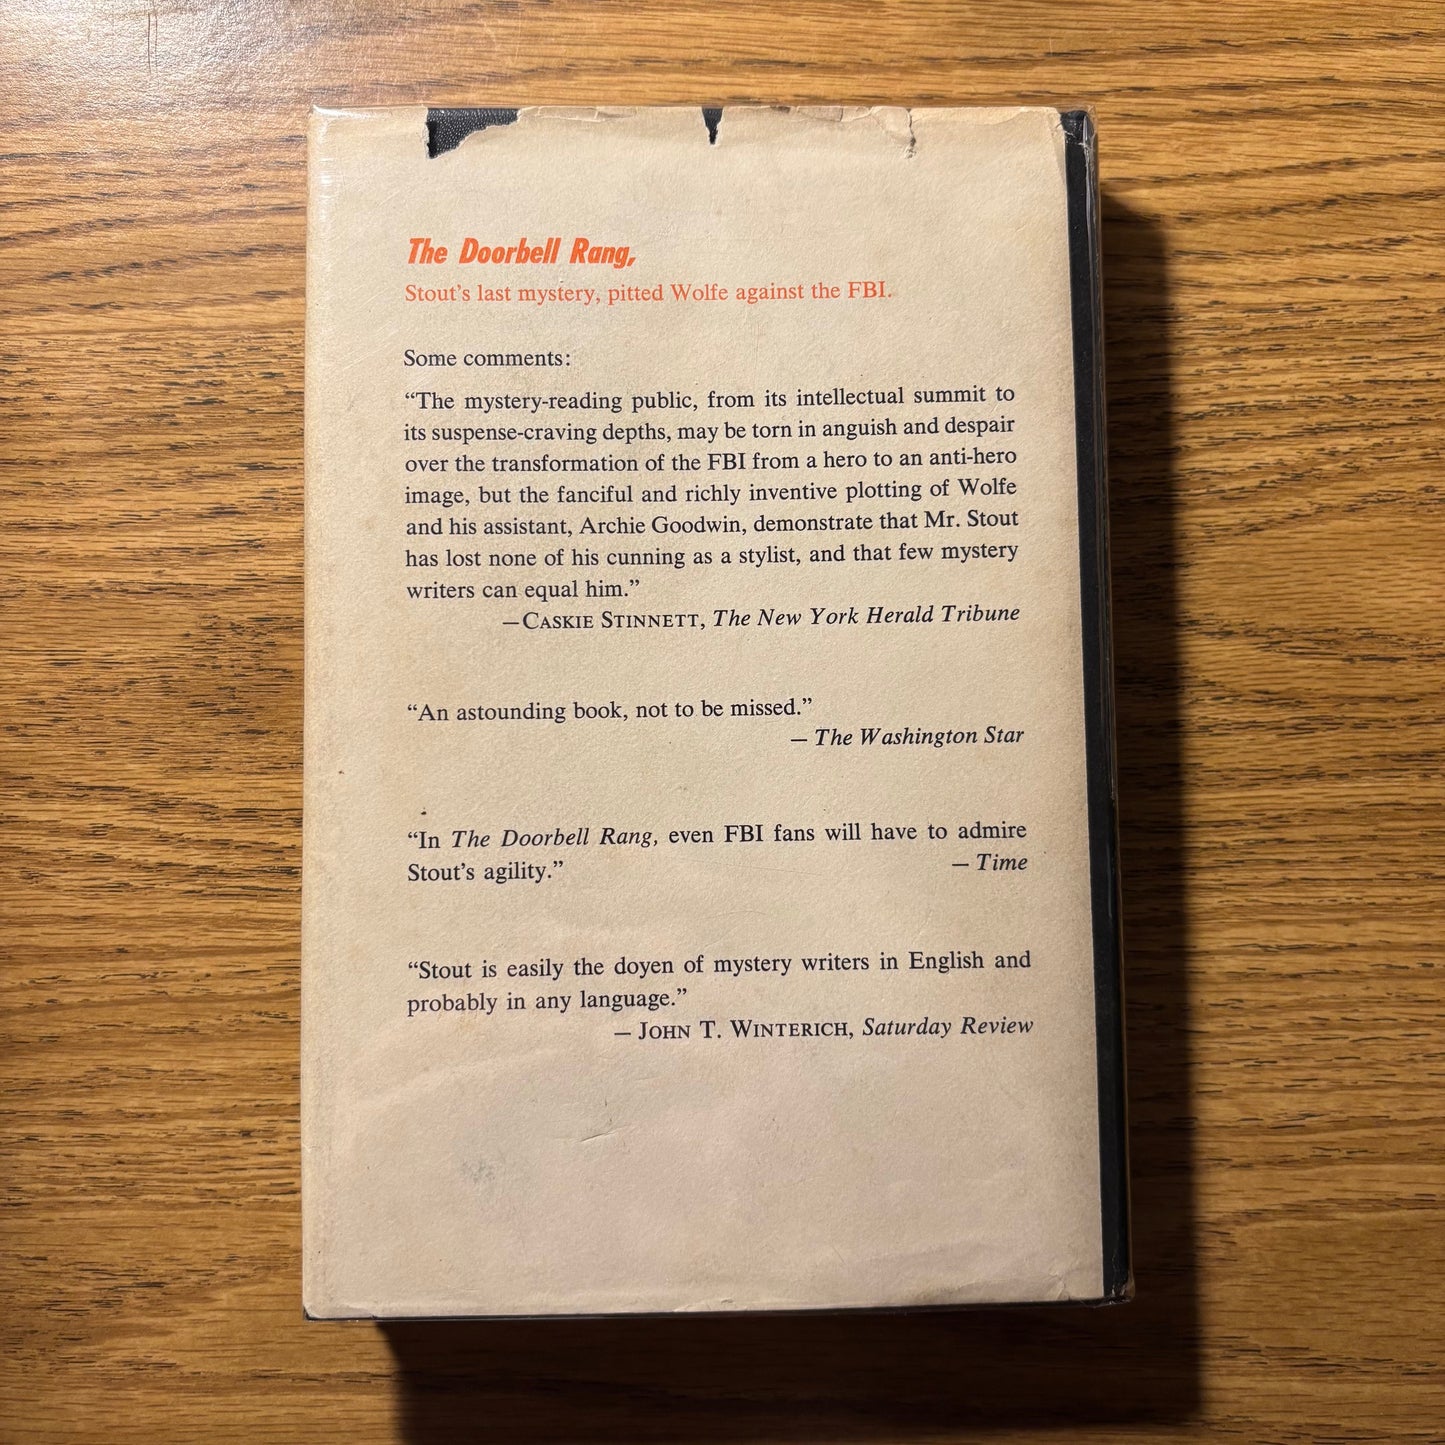 The Doorbell Rang,
Stout's last mystery, pitted Wolfe against the FBI.
Some comments:
“The mystery-reading public, from its intellectual summit to
its suspense-craving depths, may be torn in anguish and despair
over the transformation of the FBI from a hero to an anti-hero
image, but the fanciful and richly inventive plotting of Wolfe
and his assistant, Archie Goodwin, demonstrate that Mr. Stout
has lost none of his cunning as a stylist, and that few mystery
writers can equal him.”
—CASKIE STINNETT, The New York Herald Tribune
“An astounding book, not to be missed.”
— The Washington Star
“In The Doorbell Rang, even FBI fans will have to admire
Stout's agility.” — Time
“Stout is easily the doyen of mystery writers in English and
probably in any language.”
— JOHN T. WINTERICH, Saturday Review